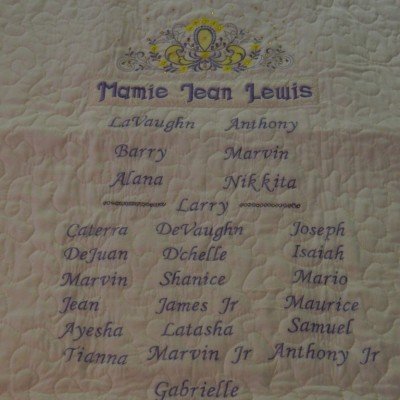 Mamie Jean Lewis
LaVaughn Anthony
Barry Marvin
Alana Nikkita
Larry
Caterra DeVaughn Joseph
DeJuan D'chelle Isaiah
Marvin Shanice Mario
Jean James Jr Maurice
Ayesha Latasha Samuel
Tianna Marvin Jr Anthony Jr
Gabrielle